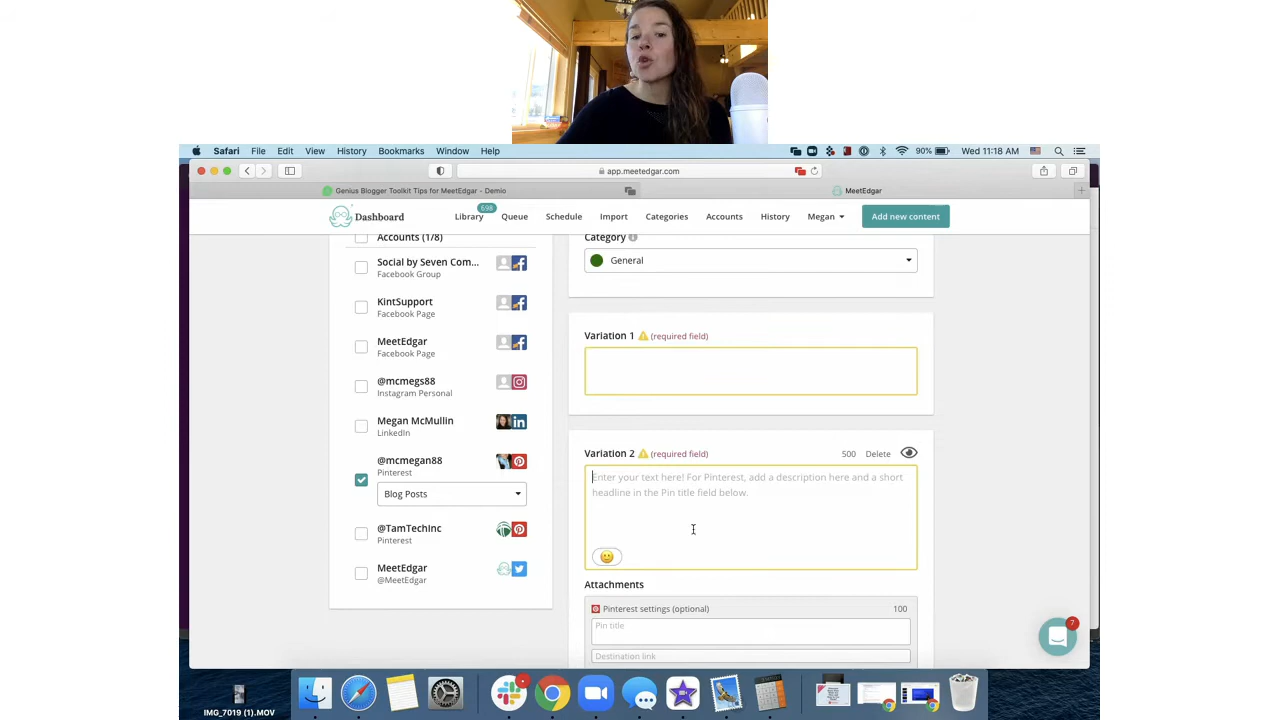 Safari File Edit View History Bookmarks Window Help 90% Wed 11:18 AM
app.meetedgar.com
Genius Blogger Toolkit Tips for MeetEdgar - Demio MeetEdgar
Dashboard Library 698 Queue Schedule Import Categories Accounts History Megan Add new content
Accounts (1/8)
Social by Seven Com...
Facebook Group
KintSupport
Facebook Page
MeetEdgar
Facebook Page
@mcmegs88
Instagram Personal
Megan McMullin
LinkedIn
@mcmegan88
Pinterest
Blog Posts
@TamTechInc
Pinterest
MeetEdgar
@MeetEdgar
Category
General
Variation 1 (required field)
Variation 2 (required field) 500 Delete
Enter your text here! For Pinterest, add a description here and a short
headline in the Pin title field below.
Attachments
Pinterest settings (optional) 100
Pin title
Destination link
7
IMG_7019 (1).MOV